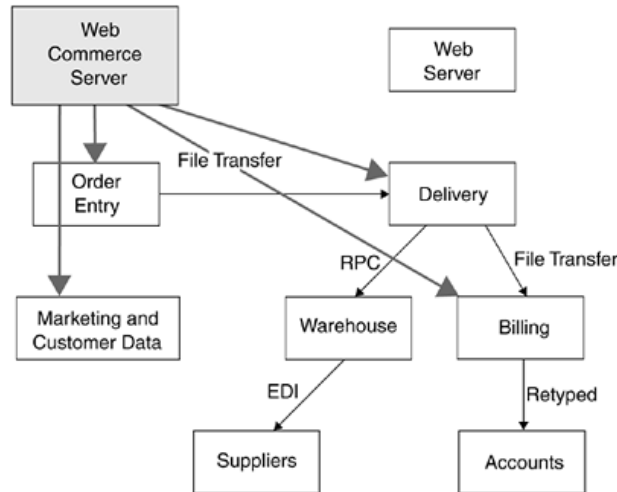 Web
Commerce
Server
Web
Server
File Transfer
Order
Entry
Delivery
RPC
File Transfer
Marketing and
Customer Data
Warehouse
Billing
EDI
Retyped
Suppliers
Accounts